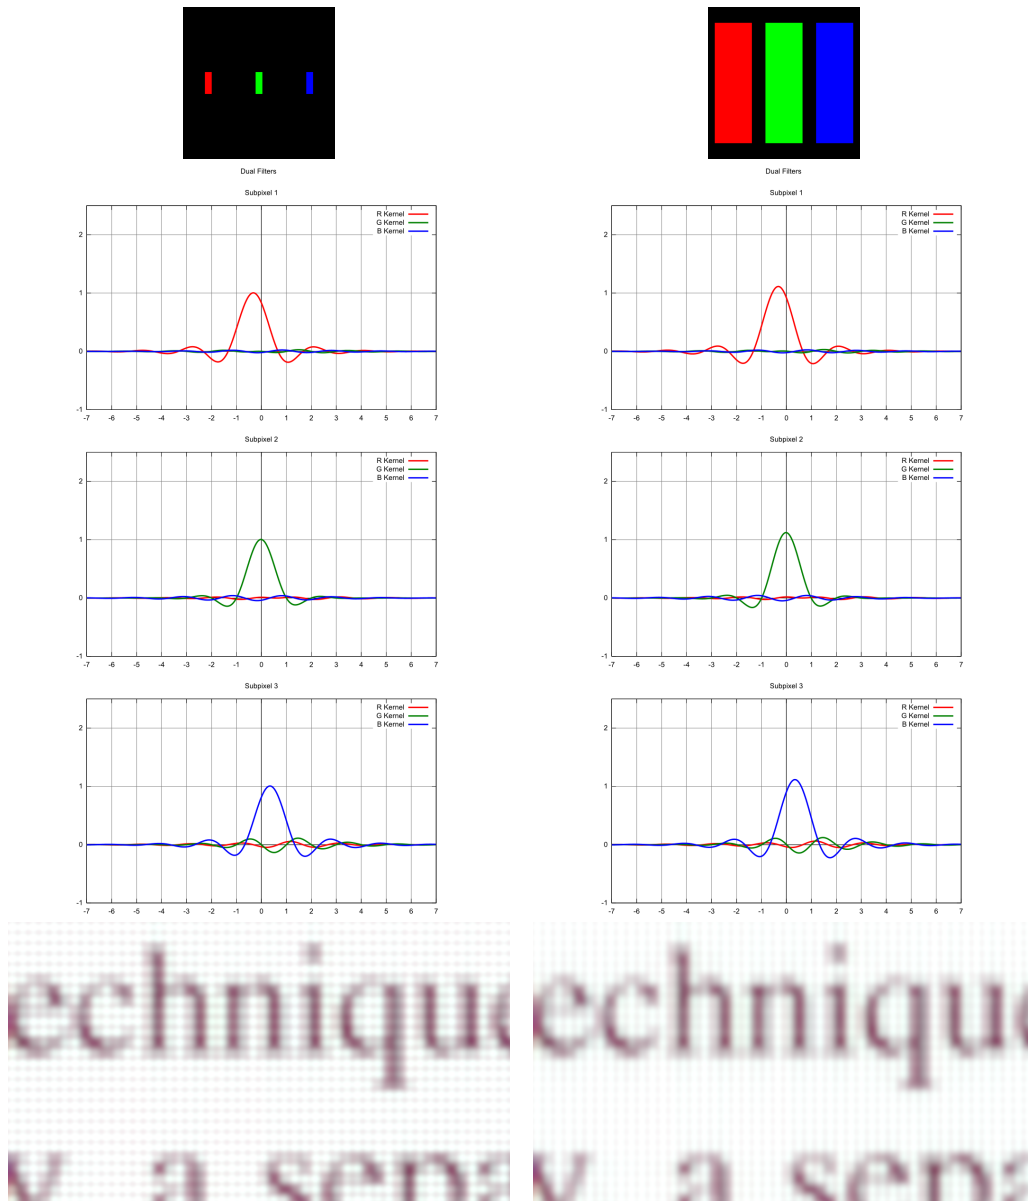 Dual Filters
Subpixel 1
R Kernel
G Kernel
B Kernel
2
1
0
-1
-7 -6 -5 -4 -3 -2 -1 0 1 2 3 4 5 6 7
Subpixel 2
R Kernel
G Kernel
B Kernel
2
1
0
-1
-7 -6 -5 -4 -3 -2 -1 0 1 2 3 4 5 6 7
Subpixel 3
R Kernel
G Kernel
B Kernel
2
1
0
-1
-7 -6 -5 -4 -3 -2 -1 0 1 2 3 4 5 6 7
echnique
y a sepa
Dual Filters
Subpixel 1
R Kernel
G Kernel
B Kernel
2
1
0
-1
-7 -6 -5 -4 -3 -2 -1 0 1 2 3 4 5 6 7
Subpixel 2
R Kernel
G Kernel
B Kernel
2
1
0
-1
-7 -6 -5 -4 -3 -2 -1 0 1 2 3 4 5 6 7
Subpixel 3
R Kernel
G Kernel
B Kernel
2
1
0
-1
-7 -6 -5 -4 -3 -2 -1 0 1 2 3 4 5 6 7
echnique
y a sepa